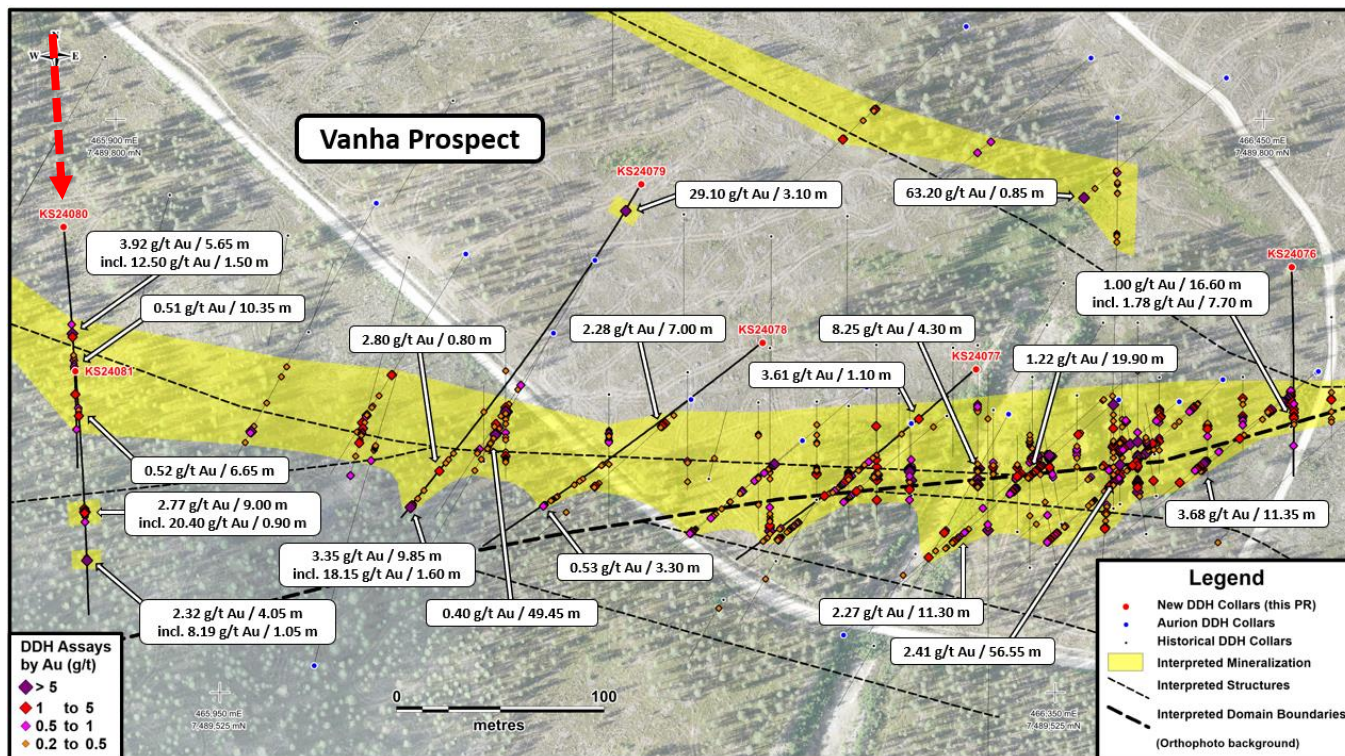 N
W E
465,900 mE
7,489,800 mN
Vanha Prospect
466,450 mE
7,489,800 mN
KS24079
29.10 g/t Au / 3.10 m
63.20 g/t Au / 0.85 m
KS24080
3.92 g/t Au / 5.65 m
incl. 12.50 g/t Au / 1.50 m
KS24076
1.00 g/t Au / 16.60 m
incl. 1.78 g/t Au / 7.70 m
0.51 g/t Au / 10.35 m
2.80 g/t Au / 0.80 m
2.28 g/t Au / 7.00 m
KS24078
8.25 g/t Au / 4.30 m
KS24077
KS24081
3.61 g/t Au / 1.10 m
1.22 g/t Au / 19.90 m
0.52 g/t Au / 6.65 m
2.77 g/t Au / 9.00 m
incl. 20.40 g/t Au / 0.90 m
3.68 g/t Au / 11.35 m
3.35 g/t Au / 9.85 m
incl. 18.15 g/t Au / 1.60 m
0.53 g/t Au / 3.30 m
2.32 g/t Au / 4.05 m
incl. 8.19 g/t Au / 1.05 m
0.40 g/t Au / 49.45 m
2.27 g/t Au / 11.30 m
2.41 g/t Au / 56.55 m
DDH Assays
by Au (g/t)
> 5
1 to 5
0.5 to 1
0.2 to 0.5
465,950 mE
7,489,525 mN
0 100
metres
466,350 mE
7,489,525 mN
Legend
New DDH Collars (this PR)
Aurion DDH Collars
Historical DDH Collars
Interpreted Mineralization
Interpreted Structures
Interpreted Domain Boundaries
(Orthophoto background)